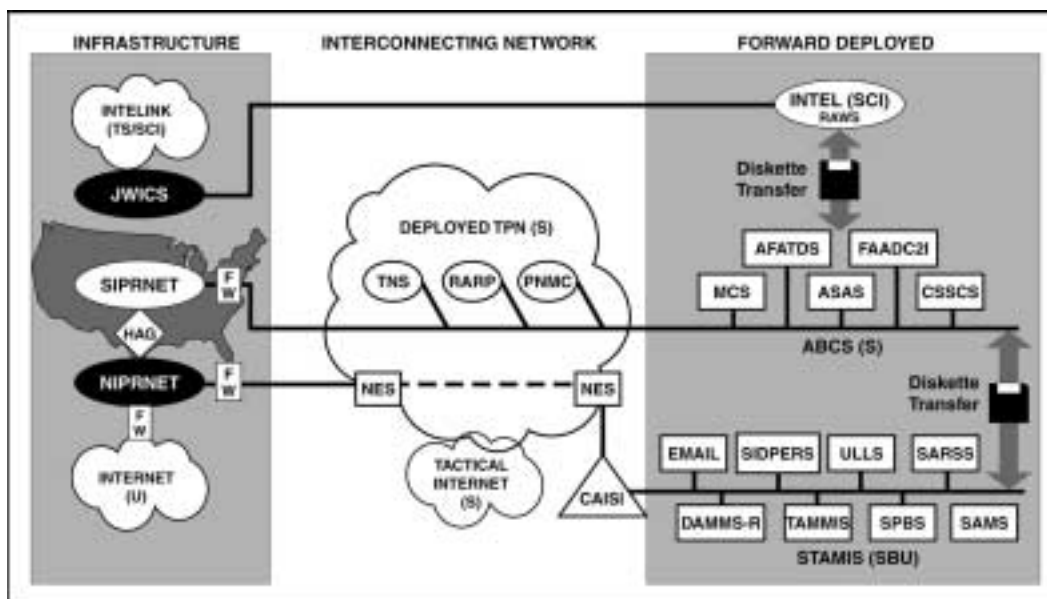 INFRASTRUCTURE
INTERCONNECTING NETWORK
FORWARD DEPLOYED
INTELINK
(TS/SCI)
JWICS
SIPRNET
F
W
HAG
NIPRNET
F
W
F
W
INTERNET
(U)
DEPLOYED TPN (S)
TNS
RARP
PNMC
NES
NES
TACTICAL
INTERNET
(S)
CAISI
INTEL (SCI)
RAWS
Diskette
Transfer
AFATDS
FAADC2I
MCS
ASAS
CSSCS
ABCS (S)
Diskette
Transfer
EMAIL
SIDPERS
ULLS
SARSS
DAMMS-R
TAMMIS
SPBS
SAMS
STAMIS (SBU)